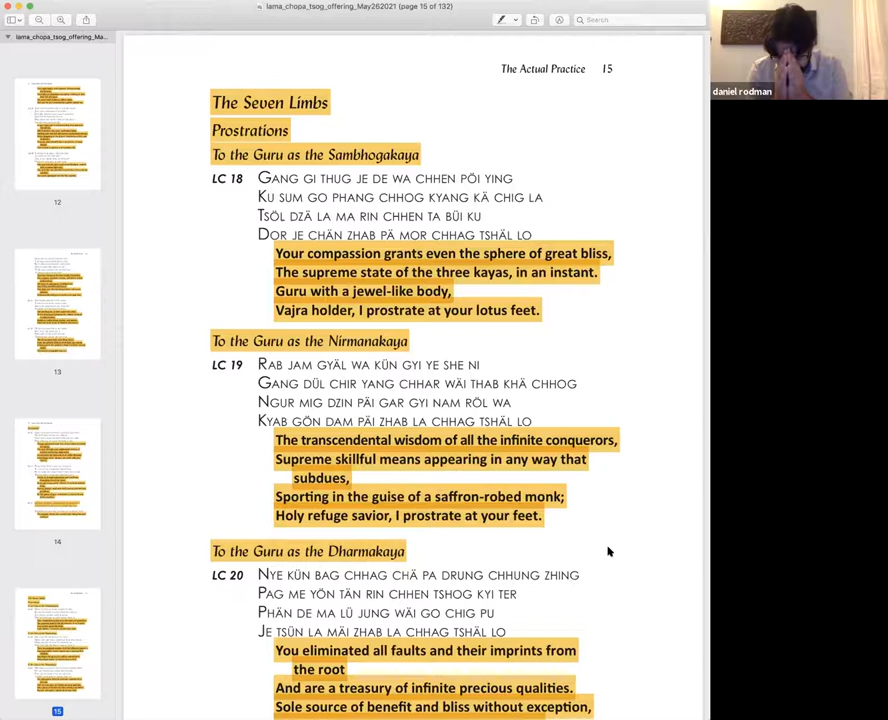 lama_chopa_tsog_offering_May262021 (page 15 of 132)
Search
lama_chopa_tsog_offering_Ma...
12
13
14
15
The Actual Practice 15
The Seven Limbs
Prostrations
To the Guru as the Sambhogakaya
LC 18 GANG GI THUG JE DE WA CHHEN PÖI YING
KU SUM GO PHANG CHHOG KYANG KÄ CHIG LA
TSÖL DZÄ LA MA RIN CHHEN TA BÜI KU
DOR JE CHÄN ZHAB PÄ MOR CHHAG TSHÄL LO
Your compassion grants even the sphere of great bliss,
The supreme state of the three kayas, in an instant.
Guru with a jewel-like body,
Vajra holder, I prostrate at your lotus feet.
To the Guru as the Nirmanakaya
LC 19 RAB JAM GYÄL WA KÜN GYI YE SHE NI
GANG DÜL CHIR YANG CHHAR WÄI THAB KHÄ CHHOG
NGUR MIG DZIN PÄI GAR GYI NAM RÖL WA
KYAB GÖN DAM PÄI ZHAB LA CHHAG TSHÄL LO
The transcendental wisdom of all the infinite conquerors,
Supreme skillful means appearing in any way that
subdues,
Sporting in the guise of a saffron-robed monk;
Holy refuge savior, I prostrate at your feet.
To the Guru as the Dharmakaya
LC 20 NYE KÜN BAG CHHAG CHÄ PA DRUNG CHHUNG ZHING
PAG ME YÖN TÄN RIN CHHEN TSHOG KYI TER
PHÄN DE MA LÜ JUNG WÄI GO CHIG PU
JE TSÜN LA MÄI ZHAB LA CHHAG TSHÄL LO
You eliminated all faults and their imprints from
the root
And are a treasury of infinite precious qualities.
Sole source of benefit and bliss without exception,
daniel rodman